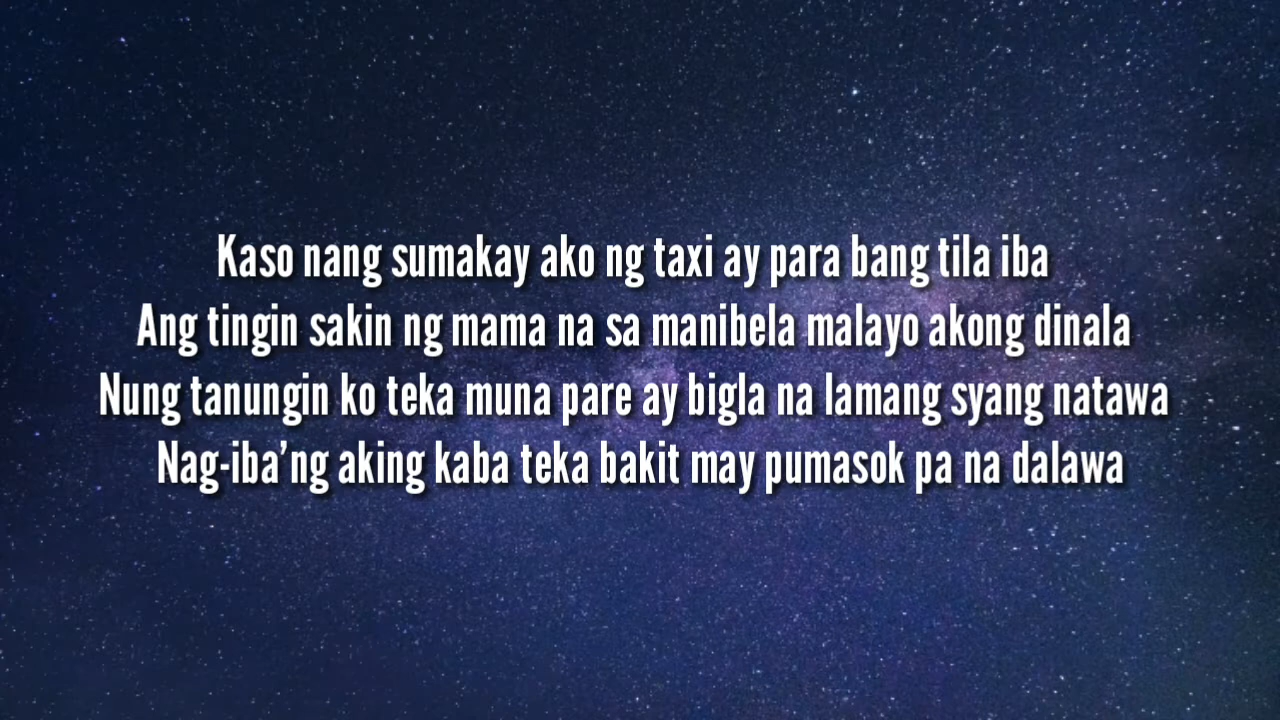 Kaso nang sumakay ako ng taxi ay para bang tila iba
Ang tingin sakin ng mama na sa manibela malayo akong dinala
Nung tanungin ko teka muna pare ay bigla na lamang syang natawa
Nag-iba’ng aking kaba teka bakit may pumasok pa na dalawa